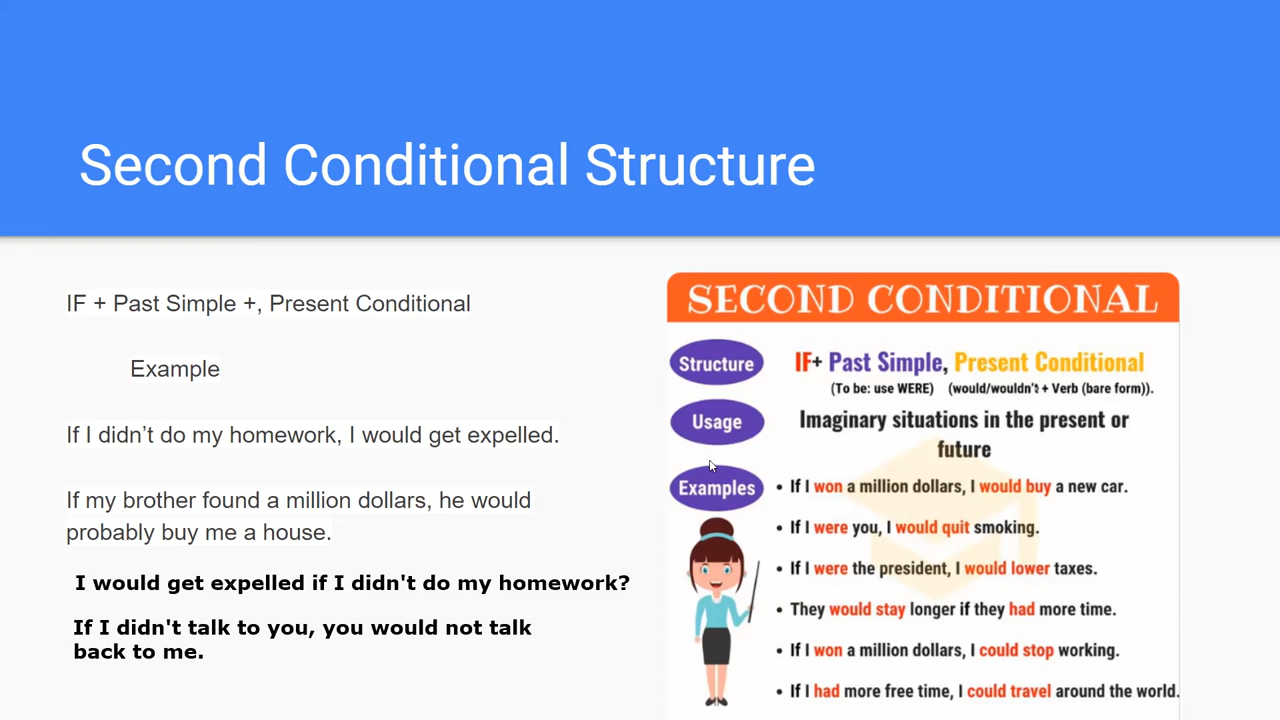 Second Conditional Structure
IF + Past Simple +, Present Conditional
Example
If I didn’t do my homework, I would get expelled.
If my brother found a million dollars, he would
probably buy me a house.
I would get expelled if I didn't do my homework?
If I didn't talk to you, you would not talk
back to me.
SECOND CONDITIONAL
Structure
IF+ Past Simple, Present Conditional
(To be: use WERE) (would/wouldn't + Verb (bare form)).
Usage
Imaginary situations in the present or
future
Examples
• If I won a million dollars, I would buy a new car.
• If I were you, I would quit smoking.
• If I were the president, I would lower taxes.
• They would stay longer if they had more time.
• If I won a million dollars, I could stop working.
• If I had more free time, I could travel around the world.